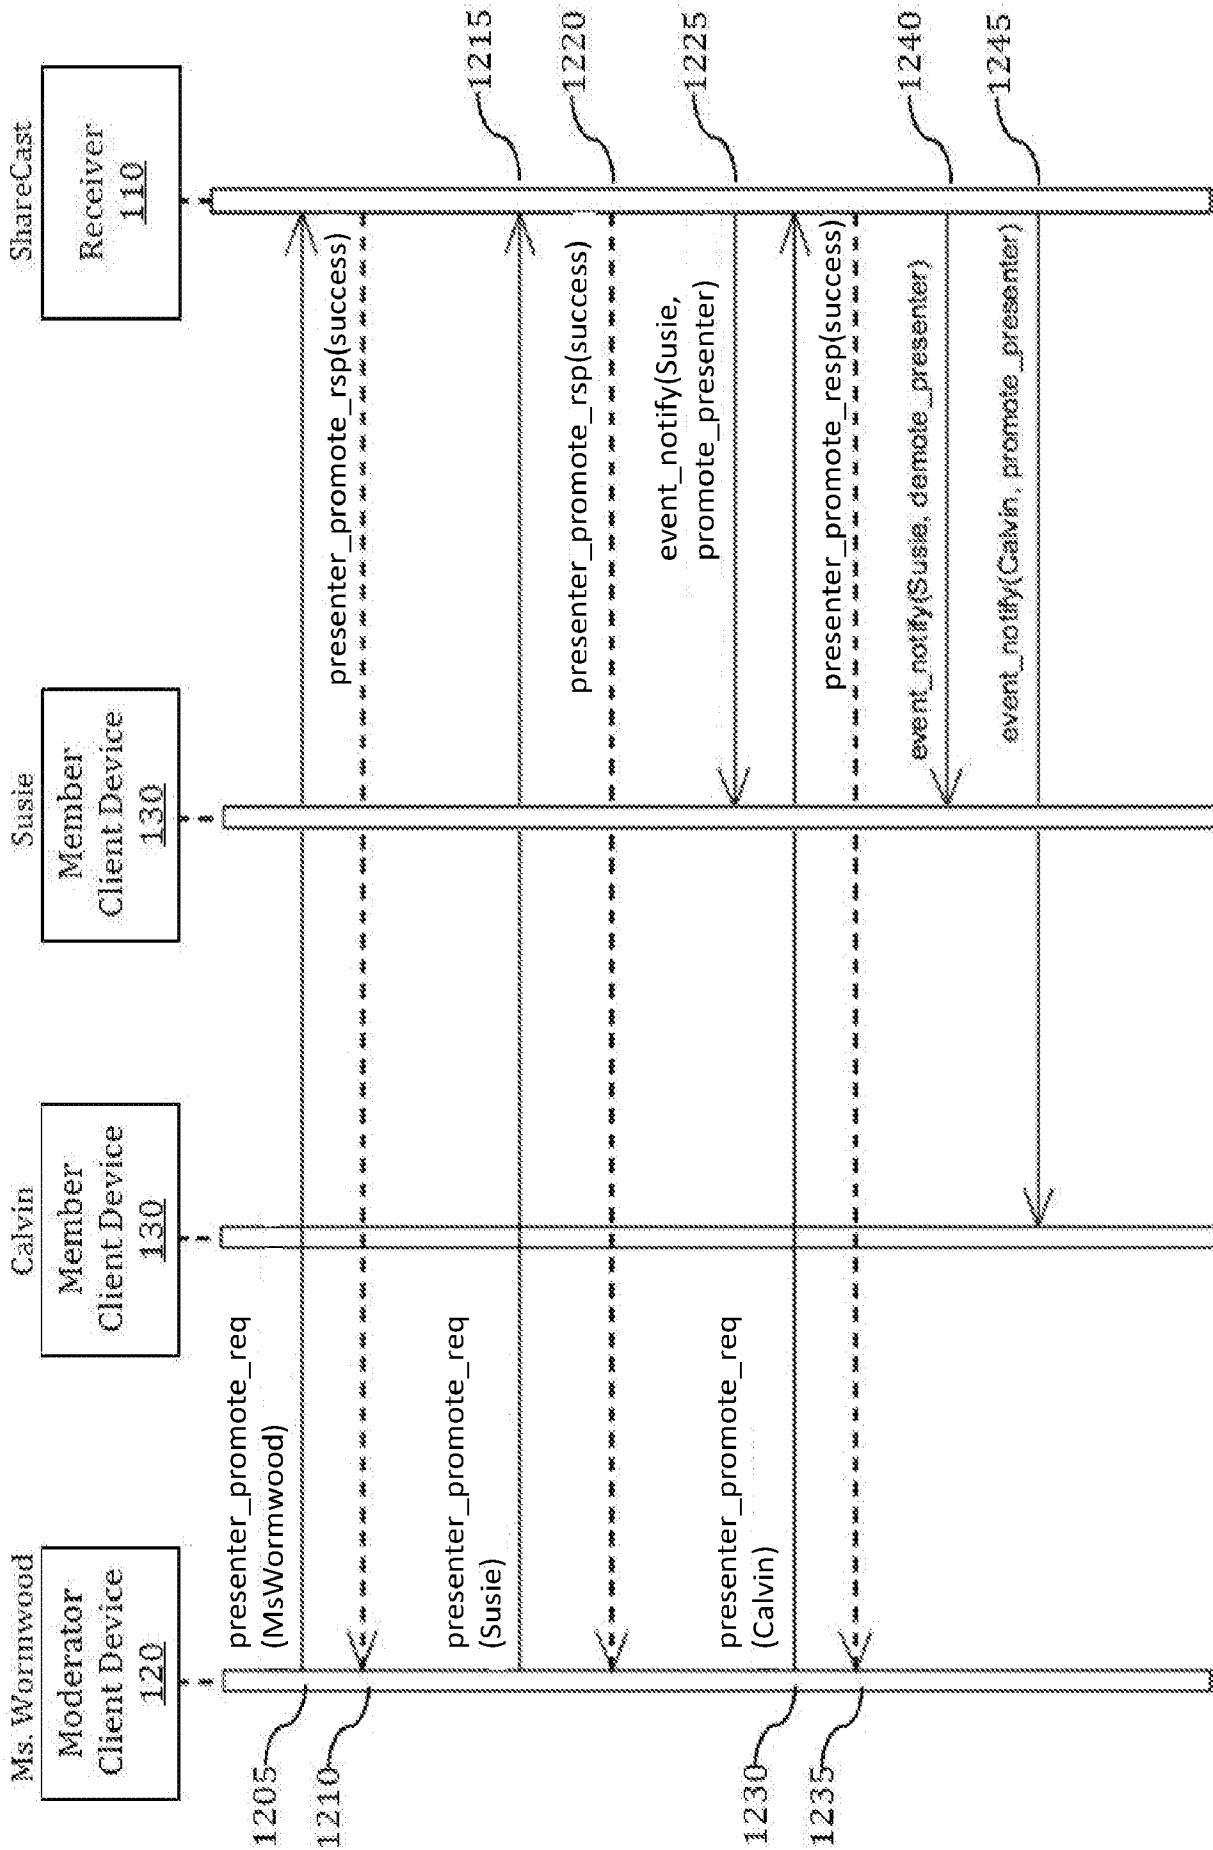 Ms. Wormwood
Moderator
Client Device
120
Calvin
Member
Client Device
130
Susie
Member
Client Device
130
ShareCast
Receiver
110
1205
presenter_promote_req
(MsWormwood)
1210
presenter_promote_rsp(success)
presenter_promote_req
(Susie)
1215
presenter_promote_rsp(success)
1220
event_notify(Susie,
promote_presenter)
1225
1230
presenter_promote_req
(Calvin)
1235
presenter_promote_resp(success)
event_notify(Susie, demote_presenter)
1240
event_notify(Calvin, promote_presenter)
1245